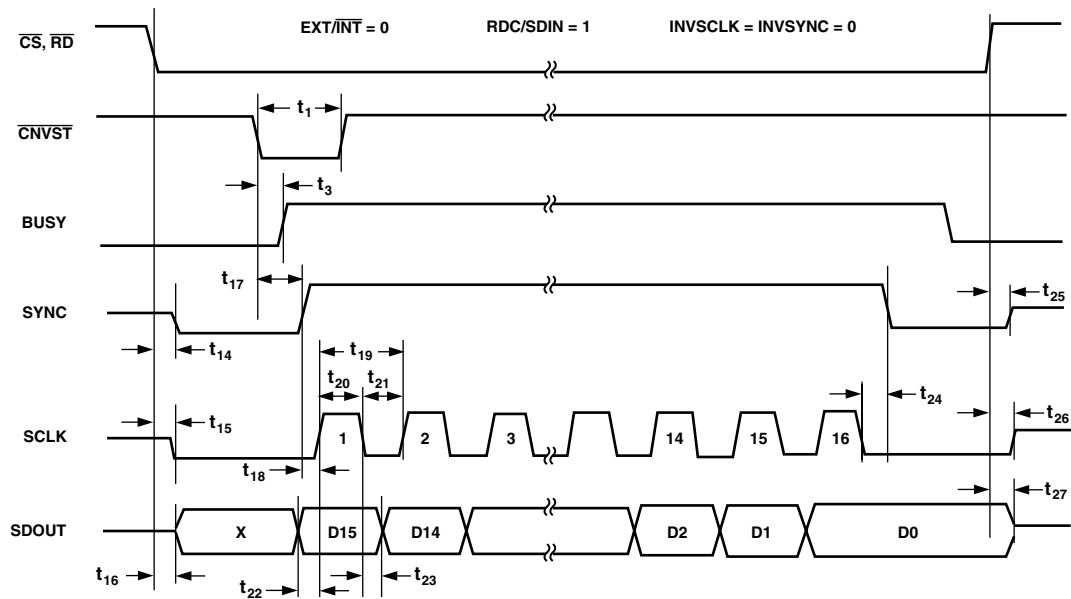 EXT/INT = 0 RDC/SDIN = 1 INVSCLK = INVSYNC = 0
CS, RD
t1
CNVST
t3
BUSY
t17
SYNC
t25
t14
t19
t20 t21
t24
t15
t26
SCLK
1 2 3 14 15 16
t18
t27
SDOUT
X D15 D14 D2 D1 D0
t16
t22
t23